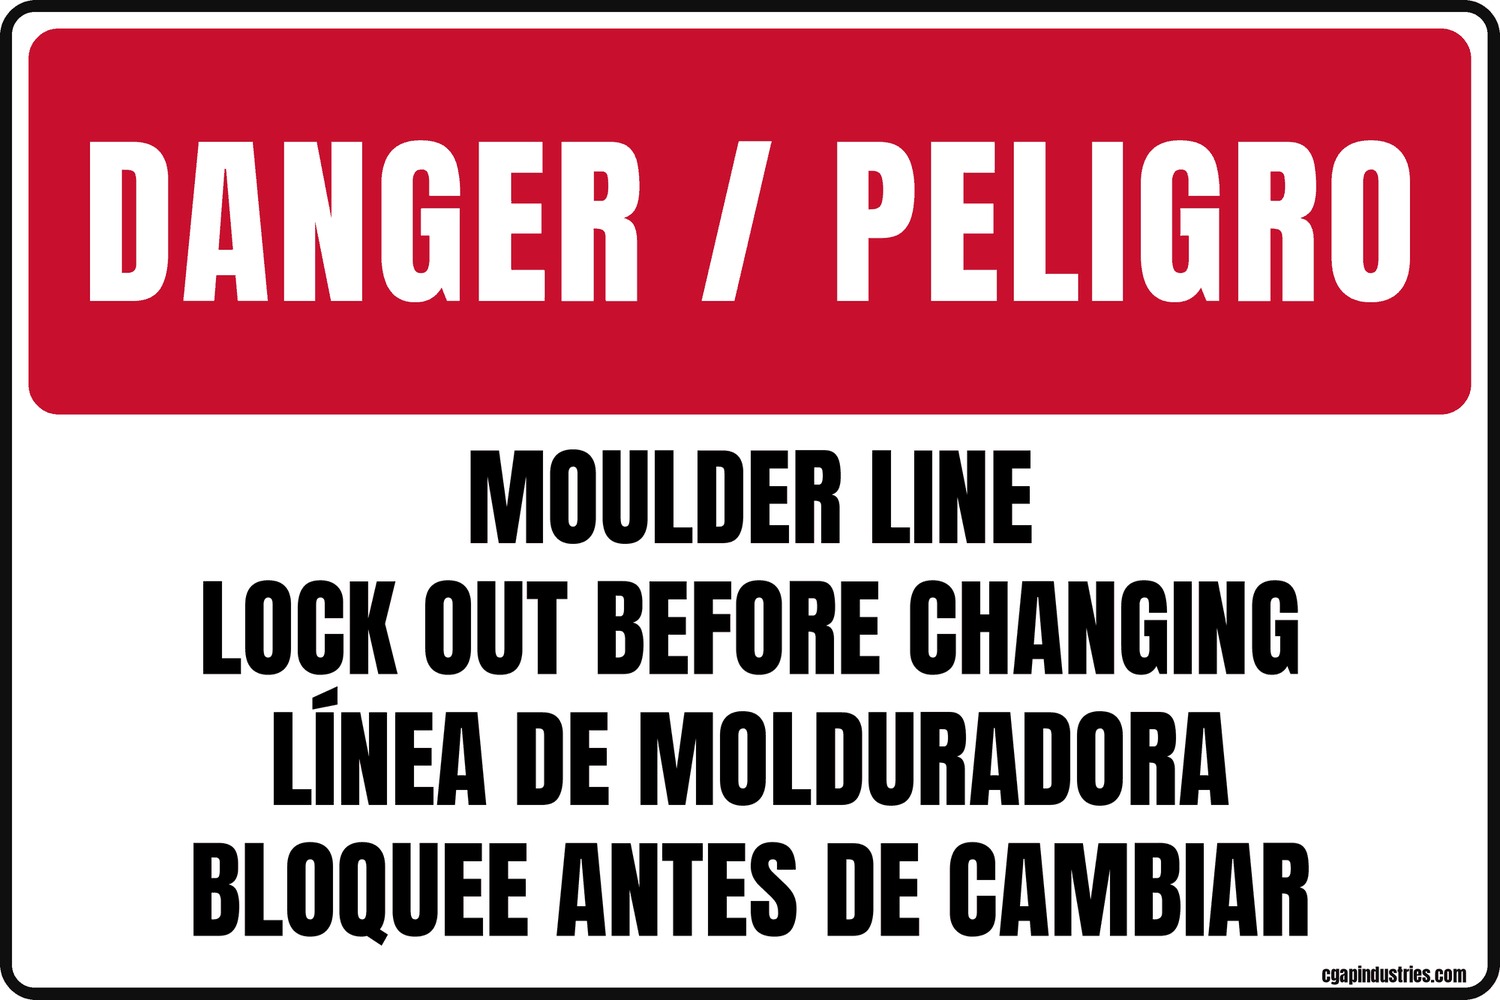 DANGER / PELIGRO
MOULDER LINE
LOCK OUT BEFORE CHANGING
LÍNEA DE MOLDURADORA
BLOQUEE ANTES DE CAMBIAR
cgapindustries.com